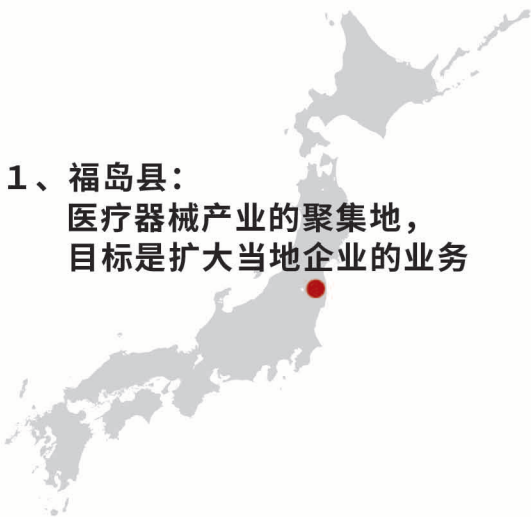 １、福岛县：
医疗器械产业的聚集地，
目标是扩大当地企业的业务